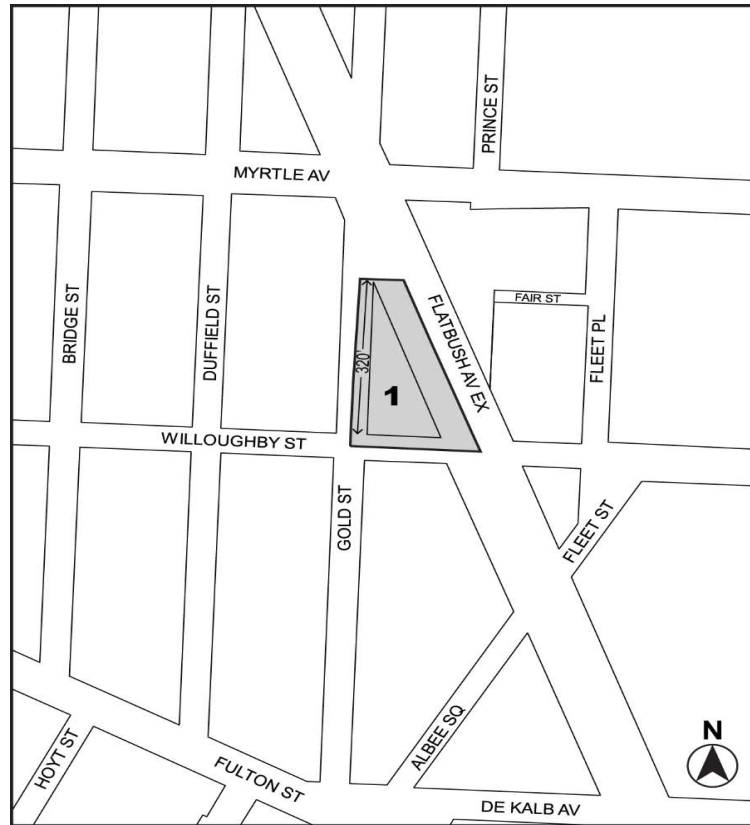 PRINCE ST
MYRTLE AV
BRIDGE ST
DUFFIELD ST
320'
1
FLATBUSH AV EX
FAIR ST
FLEET PL
WILLOUGHBY ST
GOLD ST
FLEET ST
ALBEE SQ
HOYT ST
FULTON ST
N
DE KALB AV